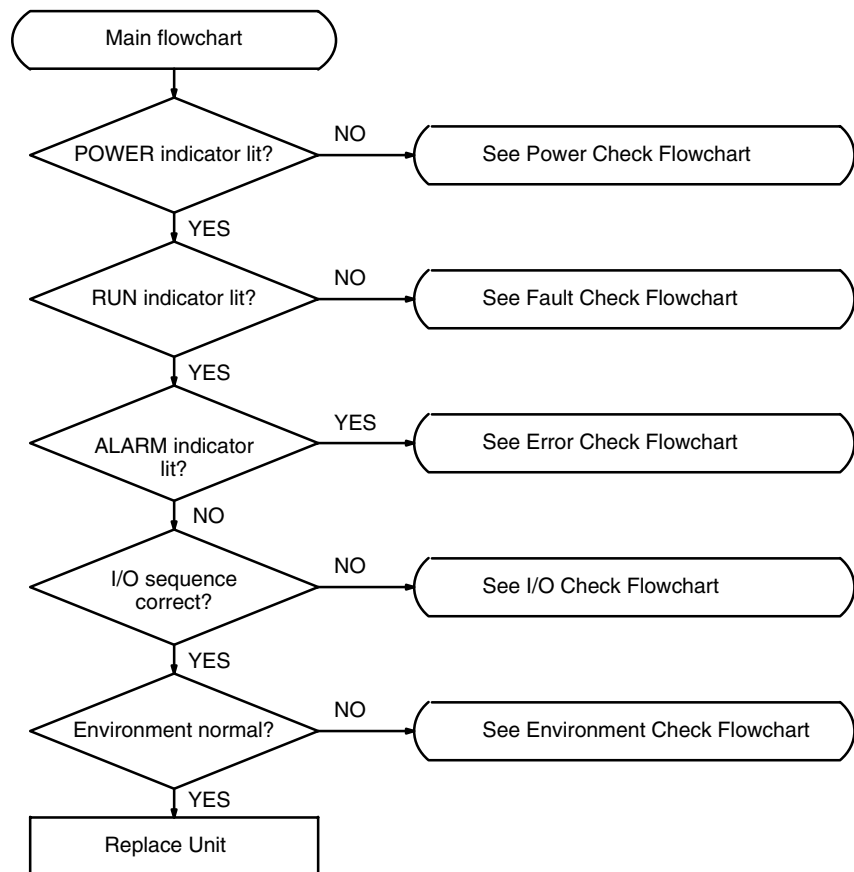 Main flowchart
POWER indicator lit?
NO
See Power Check Flowchart
YES
RUN indicator lit?
NO
See Fault Check Flowchart
YES
ALARM indicator
lit?
YES
See Error Check Flowchart
NO
I/O sequence
correct?
NO
See I/O Check Flowchart
YES
Environment normal?
NO
See Environment Check Flowchart
YES
Replace Unit